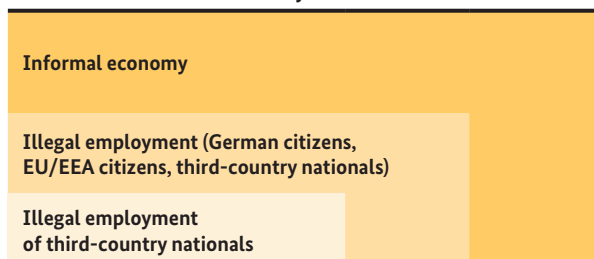 Informal economy
Illegal employment (German citizens,
EU/EEA citizens, third-country nationals)
Illegal employment
of third-country nationals